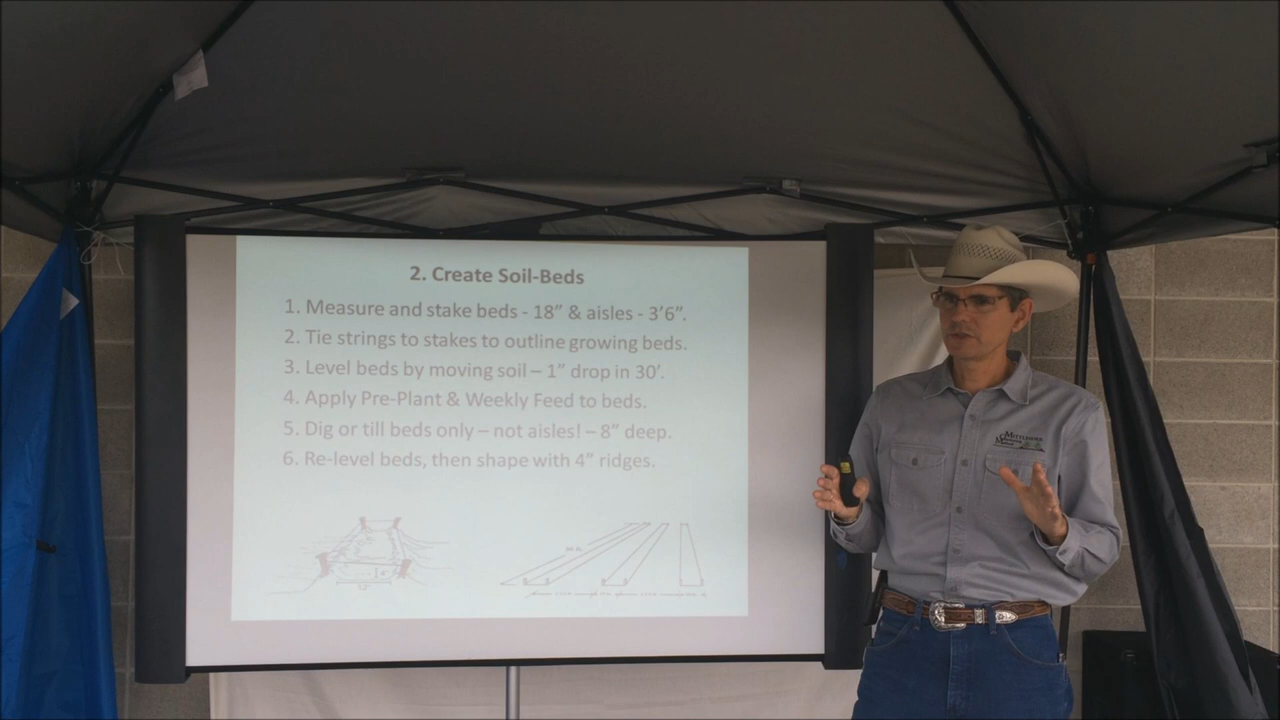 2. Create Soil-Beds
1. Measure and stake beds - 18” & aisles - 3’6”.
2. Tie strings to stakes to outline growing beds.
3. Level beds by moving soil – 1” drop in 30’.
4. Apply Pre-Plant & Weekly Feed to beds.
5. Dig or till beds only – not aisles! – 8” deep.
6. Re-level beds, then shape with 4” ridges.
MITTLEIDER